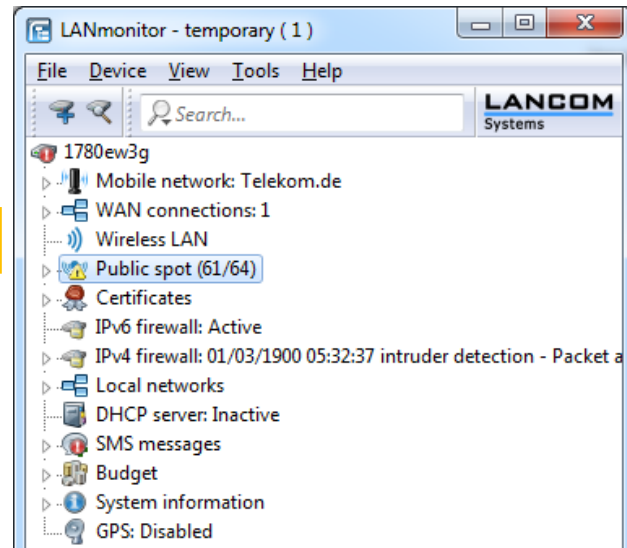 LANmonitor - temporary ( 1 )
File Device View Tools Help
Search...
LANCOM
Systems
1780ew3g
Mobile network: Telekom.de
WAN connections: 1
Wireless LAN
Public spot (61/64)
Certificates
IPv6 firewall: Active
IPv4 firewall: 01/03/1900 05:32:37 intruder detection - Packet a
Local networks
DHCP server: Inactive
SMS messages
Budget
System information
GPS: Disabled